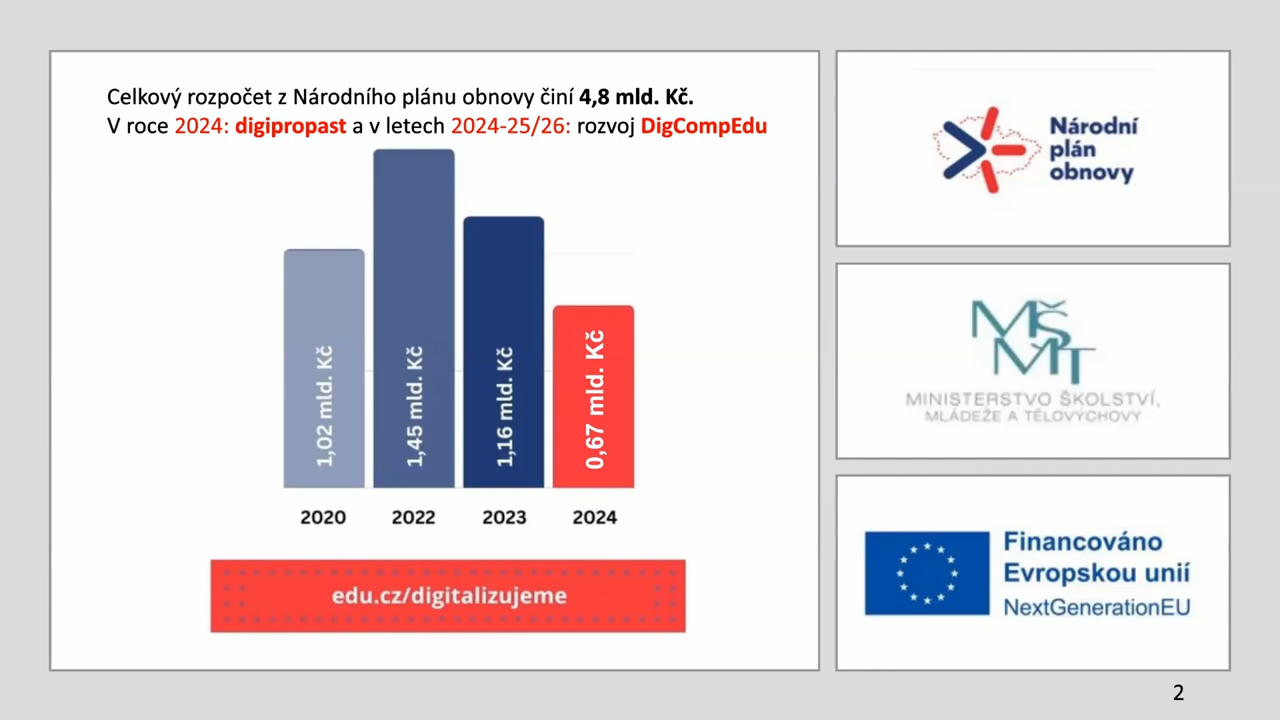 Celkový rozpočet z Národního plánu obnovy činí 4,8 mld. Kč.
V roce 2024: digipropast a v letech 2024-25/26: rozvoj DigCompEdu
1,02 mld. Kč
1,45 mld. Kč
1,16 mld. Kč
0,67 mld. Kč
2020
2022
2023
2024
edu.cz/digitalizujeme
Národní
plán
obnovy
MŠ
MT
MINISTERSTVO ŠKOLSTVÍ,
MLÁDEŽE A TĚLOVÝCHOVY
Financováno
Evropskou unií
NextGenerationEU
2